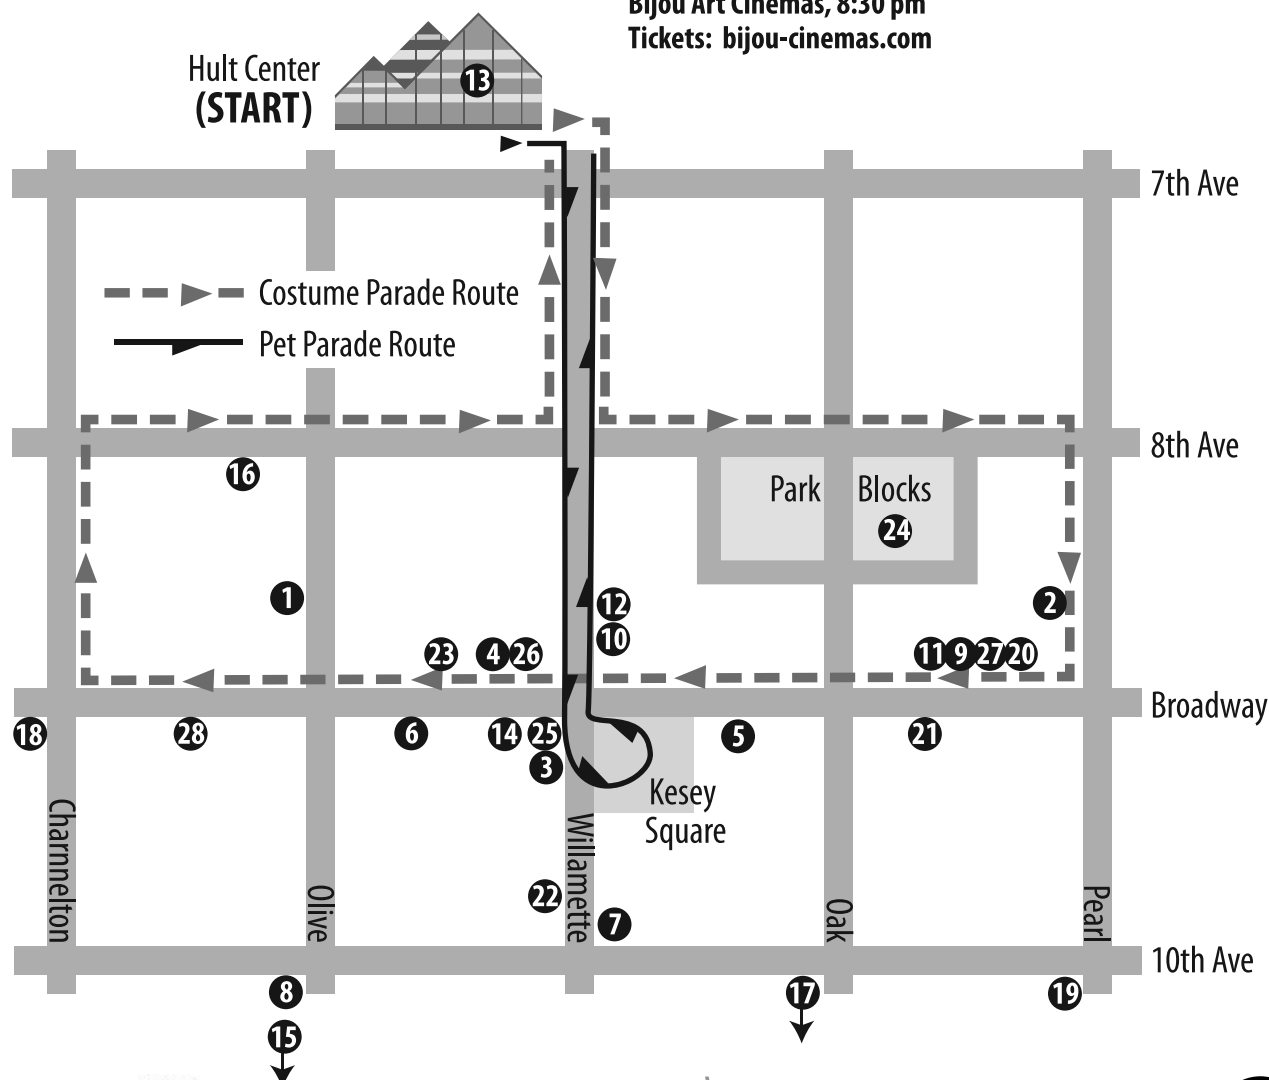 Bijou Art Cinemas, 8:30 pm
Tickets: bijou-cinemas.com
Hult Center
(START)
13
7th Ave
Costume Parade Route
Pet Parade Route
8th Ave
16
Park Blocks
24
1
12
2
10
23
4
26
11
9
27
20
Broadway
18
28
6
14
25
5
21
3
Kesey
Square
Charnnelton
Olive
Willamette
Oak
Pearl
22
7
10th Ave
8
17
19
15